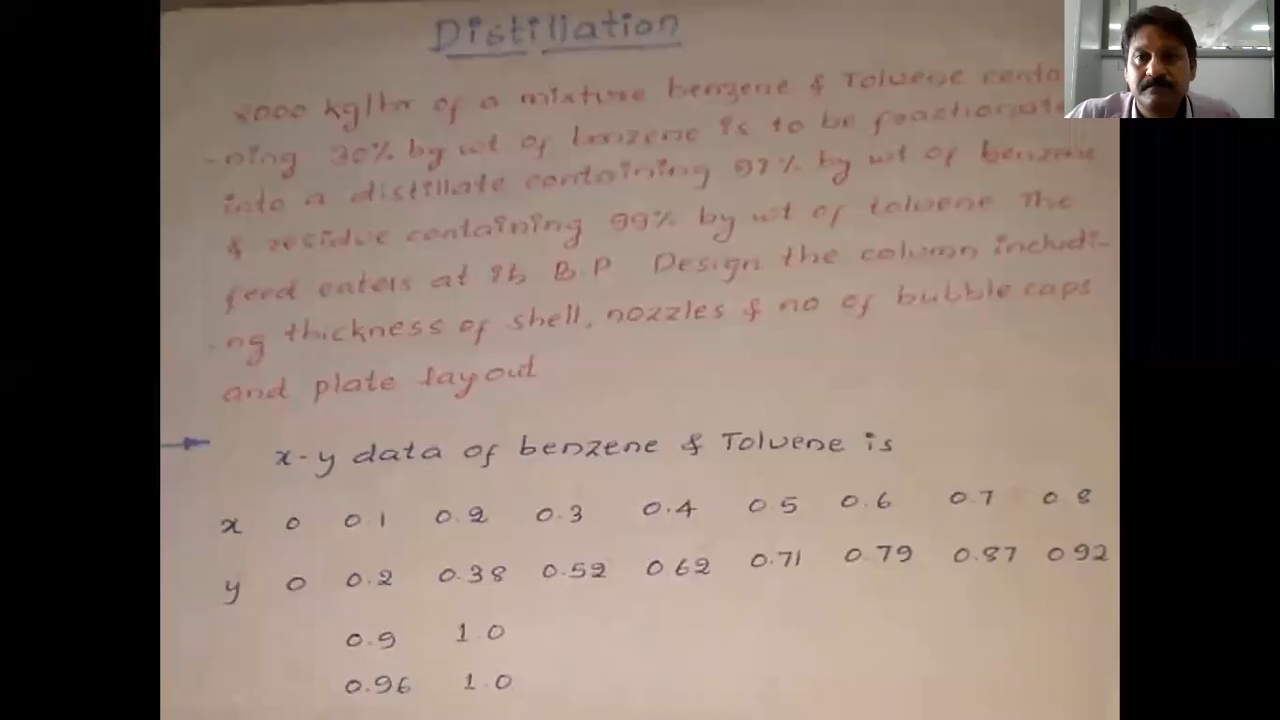 Distillation
kg/hr of a mixture benzene & Toluene conta
-ning 30% by wt of benzene is to be fractionate
into a distillate containing 97% by wt of benzene
& residue containing 99% by wt of toluene The
feed enters at its B.P Design the column includi-
-ng thickness of shell, nozzles & no of bubble caps
and plate layout
x-y data of benzene & Toluene is
x 0 0.1 0.2 0.3 0.4 0.5 0.6 0.7 0.8
y 0 0.2 0.38 0.52 0.62 0.71 0.79 0.87 0.92
0.9 1.0
0.96 1.0